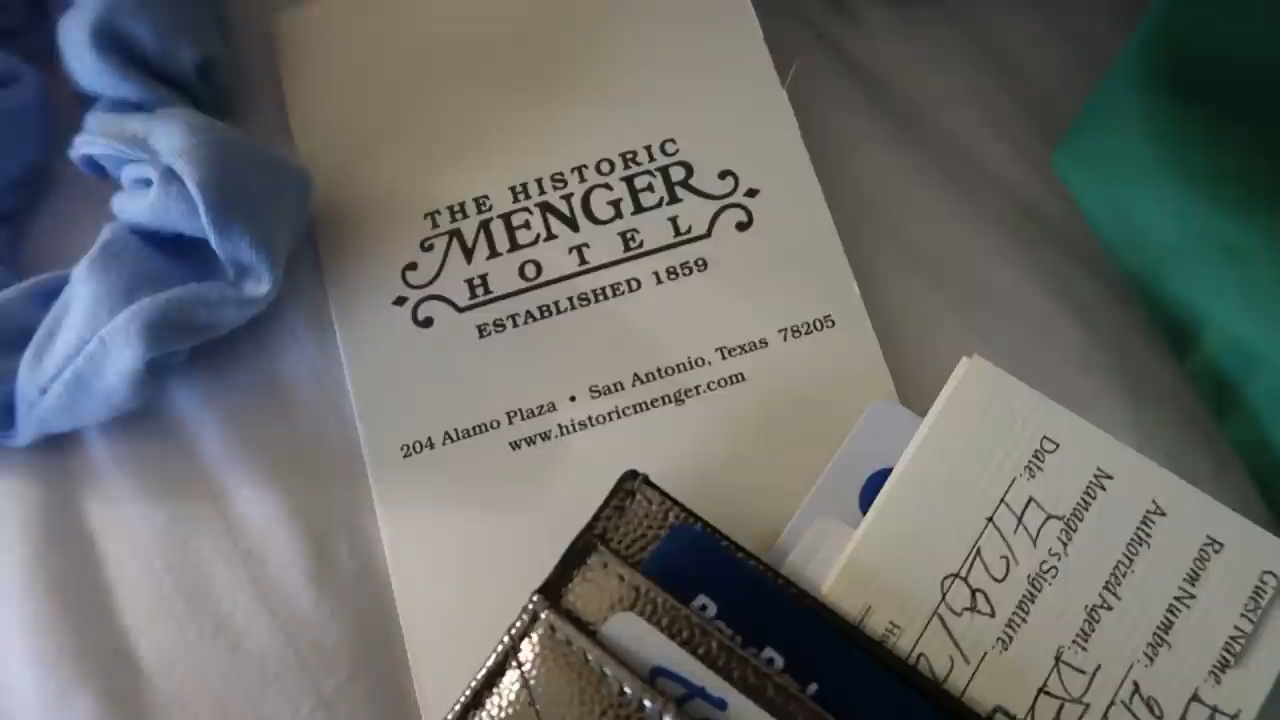 THE HISTORIC
MENGER
HOTEL
ESTABLISHED 1859
204 Alamo Plaza • San Antonio, Texas 78205
www.historicmenger.com
Guest Name:
Room Number:
Authorized Agent:
Manager's Signature:
Date: